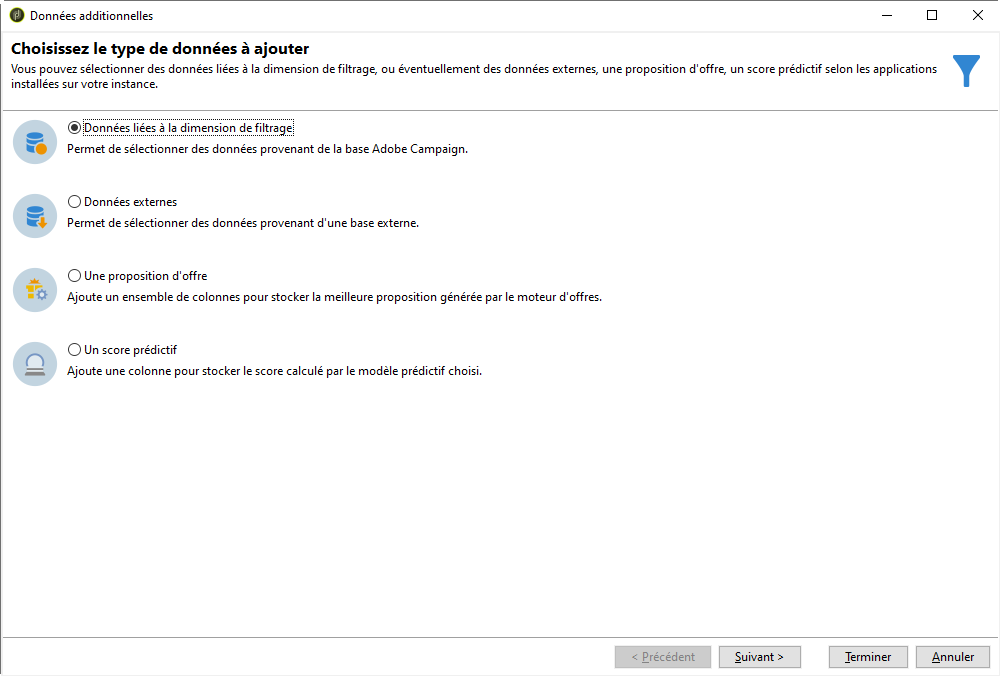 Données additionnelles
Choisissez le type de données à ajouter
Vous pouvez sélectionner des données liées à la dimension de filtrage, ou éventuellement des données externes, une proposition d'offre, un score prédictif selon les applications
installées sur votre instance.
Données liées à la dimension de filtrage
Permet de sélectionner des données provenant de la base Adobe Campaign.
Données externes
Permet de sélectionner des données provenant d'une base externe.
Une proposition d'offre
Ajoute un ensemble de colonnes pour stocker la meilleure proposition générée par le moteur d'offres.
Un score prédictif
Ajoute une colonne pour stocker le score calculé par le modèle prédictif choisi.
< Précédent Suivant > Terminer Annuler